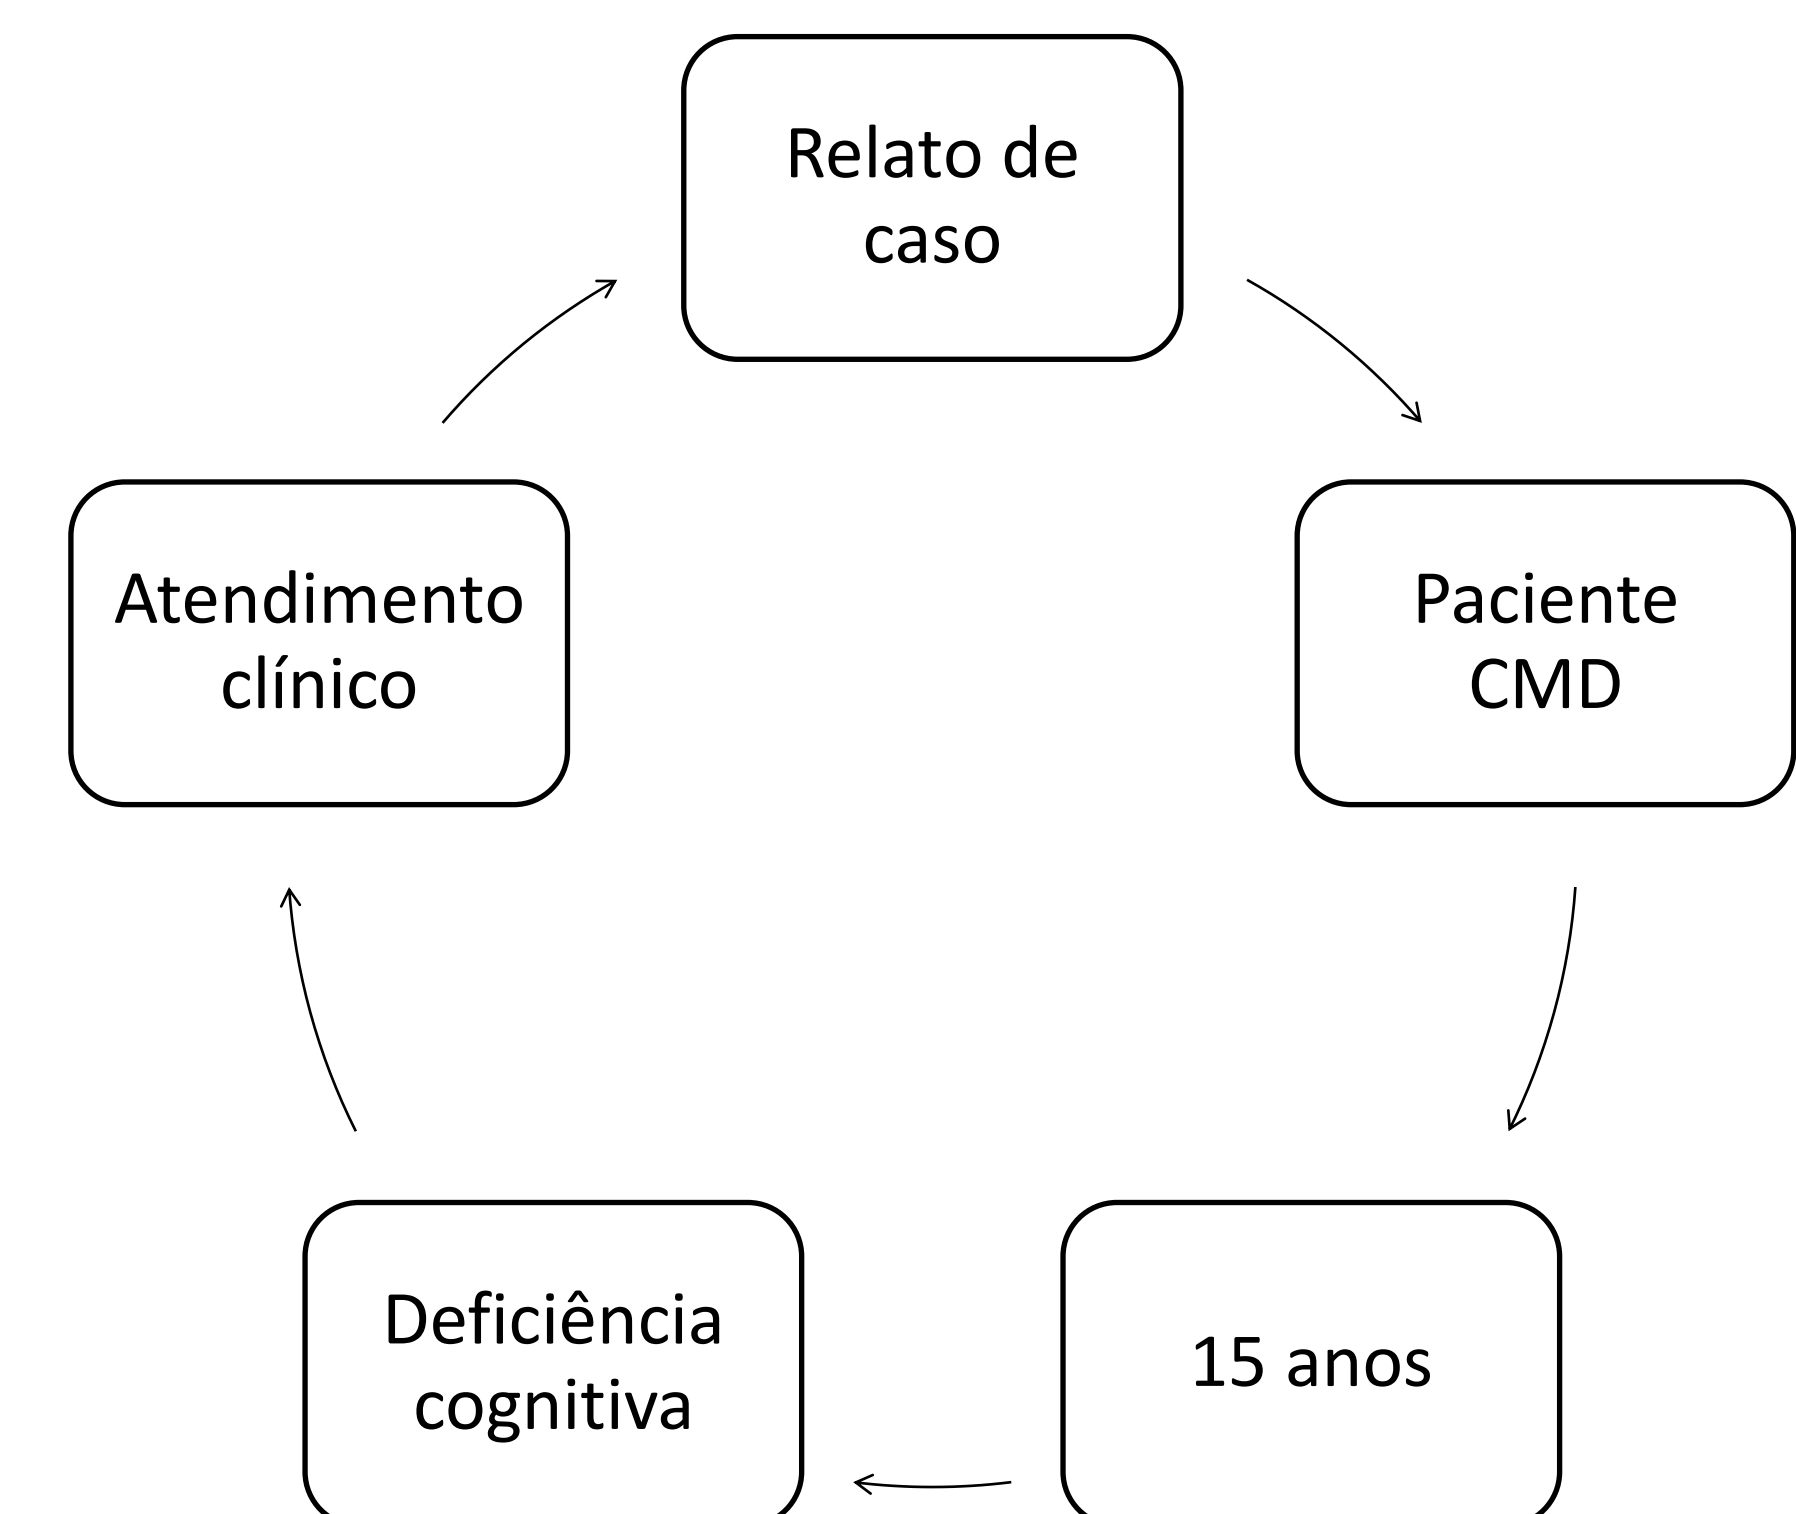 Relato de
caso
Paciente
CMD
15 anos
Deficiência
cognitiva
Atendimento
clínico